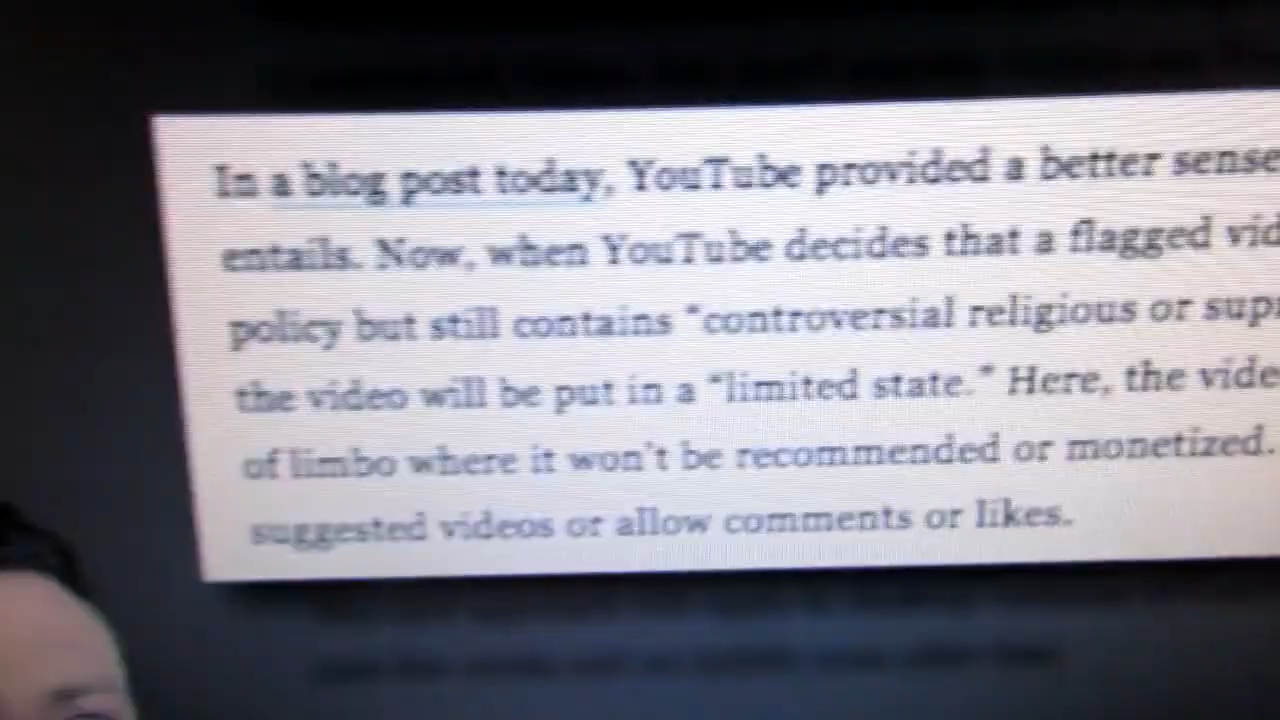 In a blog post today, YouTube provided a better sense
entails. Now, when YouTube decides that a flagged vid
policy but still contains "controversial religious or sup
the video will be put in a "limited state." Here, the vide
of limbo where it won't be recommended or monetized.
suggested videos or allow comments or likes.